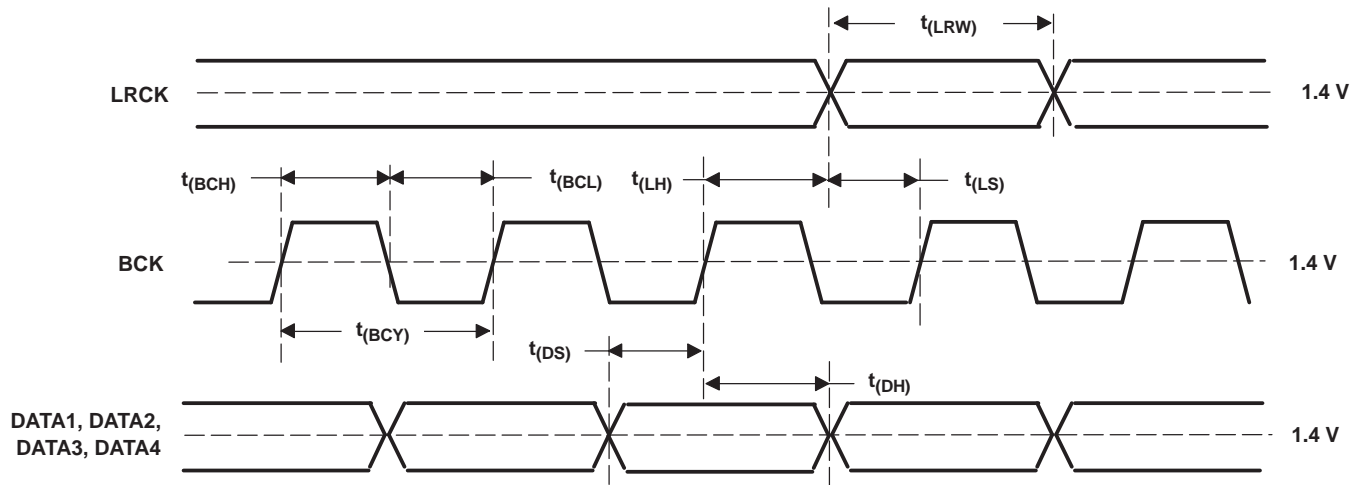 t(LRW)
LRCK
1.4 V
t(BCH)
t(BCL)
t(LH)
t(LS)
BCK
1.4 V
t(BCY)
t(DS)
t(DH)
DATA1, DATA2,
DATA3, DATA4
1.4 V